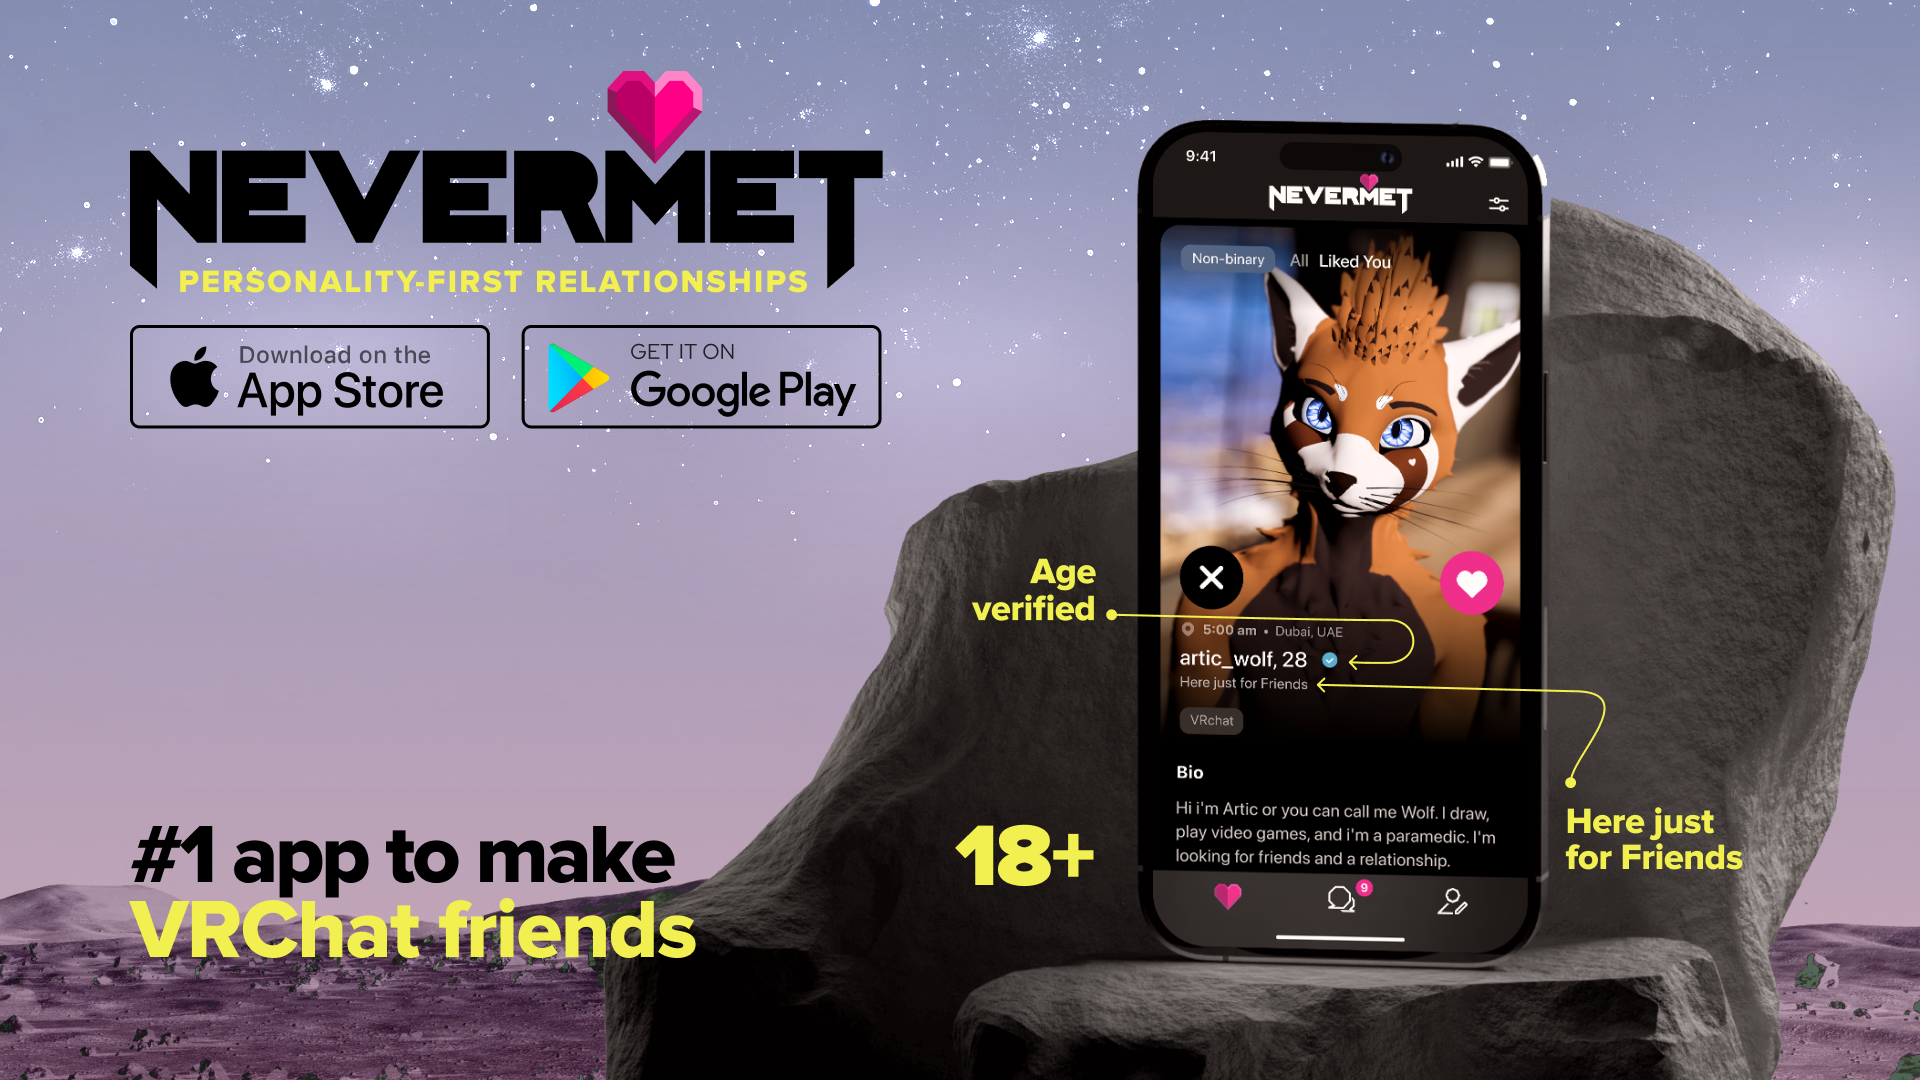 NEVERMET
PERSONALITY-FIRST RELATIONSHIPS
Download on the
App Store
GET IT ON
Google Play
#1 app to make
VRChat friends
18+
Age
verified
9:41
NEVERMET
Non-binary All Liked You
5:00 am • Dubai, UAE
artic_wolf, 28
Here just for Friends
VRchat
Bio
Hi i'm Artic or you can call me Wolf. I draw,
play video games, and i'm a paramedic. I'm
looking for friends and a relationship.
9
Here just
for Friends